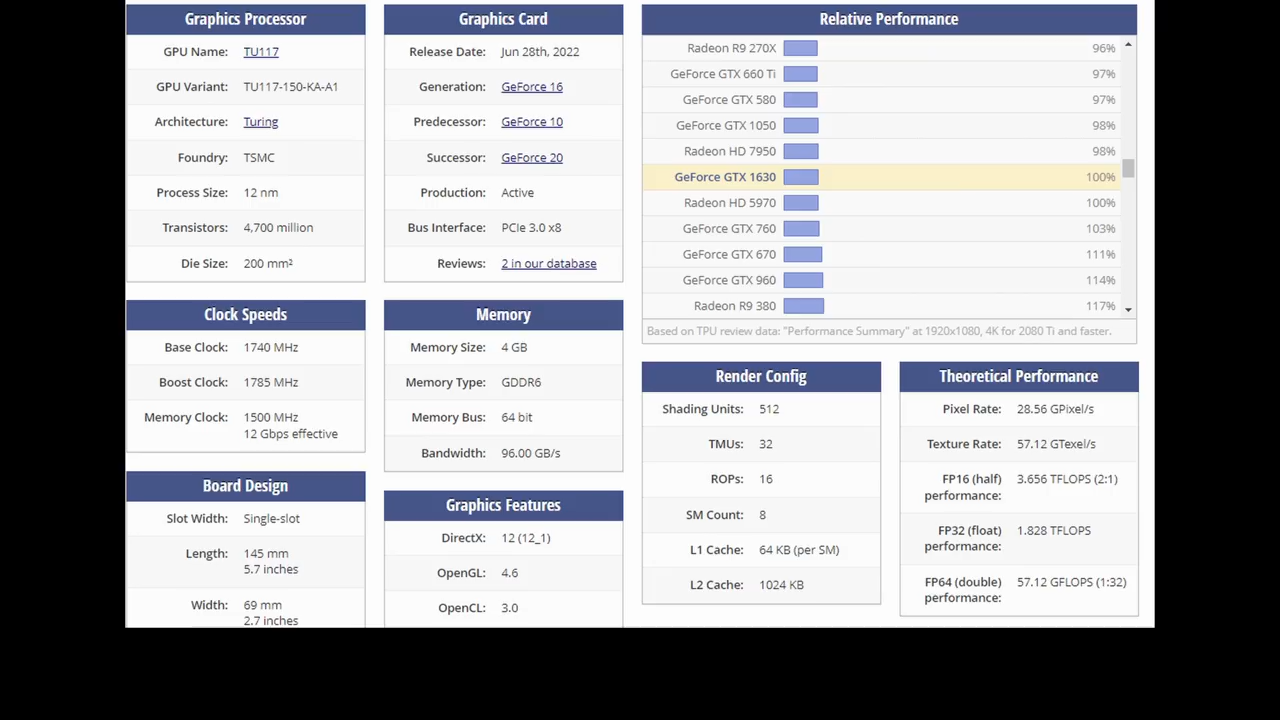 Graphics Processor
GPU Name: TU117
GPU Variant: TU117-150-KA-A1
Architecture: Turing
Foundry: TSMC
Process Size: 12 nm
Transistors: 4,700 million
Die Size: 200 mm²
Graphics Card
Release Date: Jun 28th, 2022
Generation: GeForce 16
Predecessor: GeForce 10
Successor: GeForce 20
Production: Active
Bus Interface: PCIe 3.0 x8
Reviews: 2 in our database
Relative Performance
Radeon R9 270X 96%
GeForce GTX 660 Ti 97%
GeForce GTX 580 97%
GeForce GTX 1050 98%
Radeon HD 7950 98%
GeForce GTX 1630 100%
Radeon HD 5970 100%
GeForce GTX 760 103%
GeForce GTX 670 111%
GeForce GTX 960 114%
Radeon R9 380 117%
Based on TPU review data: "Performance Summary" at 1920x1080, 4K for 2080 Ti and faster.
Clock Speeds
Base Clock: 1740 MHz
Boost Clock: 1785 MHz
Memory Clock: 1500 MHz
12 Gbps effective
Memory
Memory Size: 4 GB
Memory Type: GDDR6
Memory Bus: 64 bit
Bandwidth: 96.00 GB/s
Render Config
Shading Units: 512
TMUs: 32
ROPs: 16
SM Count: 8
L1 Cache: 64 KB (per SM)
L2 Cache: 1024 KB
Theoretical Performance
Pixel Rate: 28.56 GPixel/s
Texture Rate: 57.12 GTexel/s
FP16 (half) performance: 3.656 TFLOPS (2:1)
FP32 (float) performance: 1.828 TFLOPS
FP64 (double) performance: 57.12 GFLOPS (1:32)
Board Design
Slot Width: Single-slot
Length: 145 mm
5.7 inches
Width: 69 mm
2.7 inches
Graphics Features
DirectX: 12 (12_1)
OpenGL: 4.6
OpenCL: 3.0